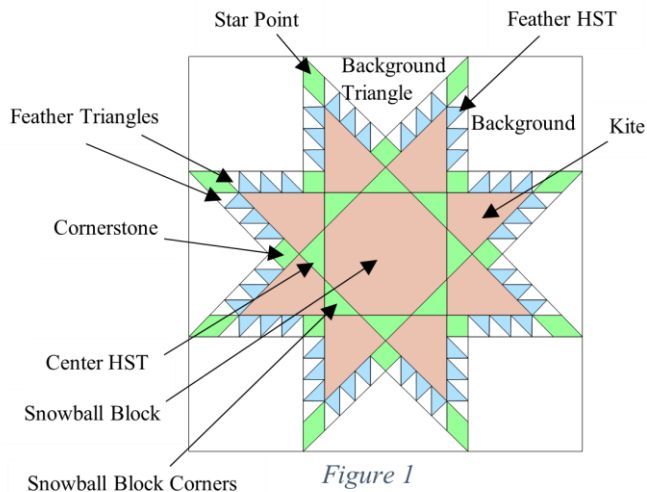 Star Point
Feather HST
Background
Triangle
Feather Triangles
Background
Kite
Cornerstone
Center HST
Snowball Block
Snowball Block Corners
Figure 1